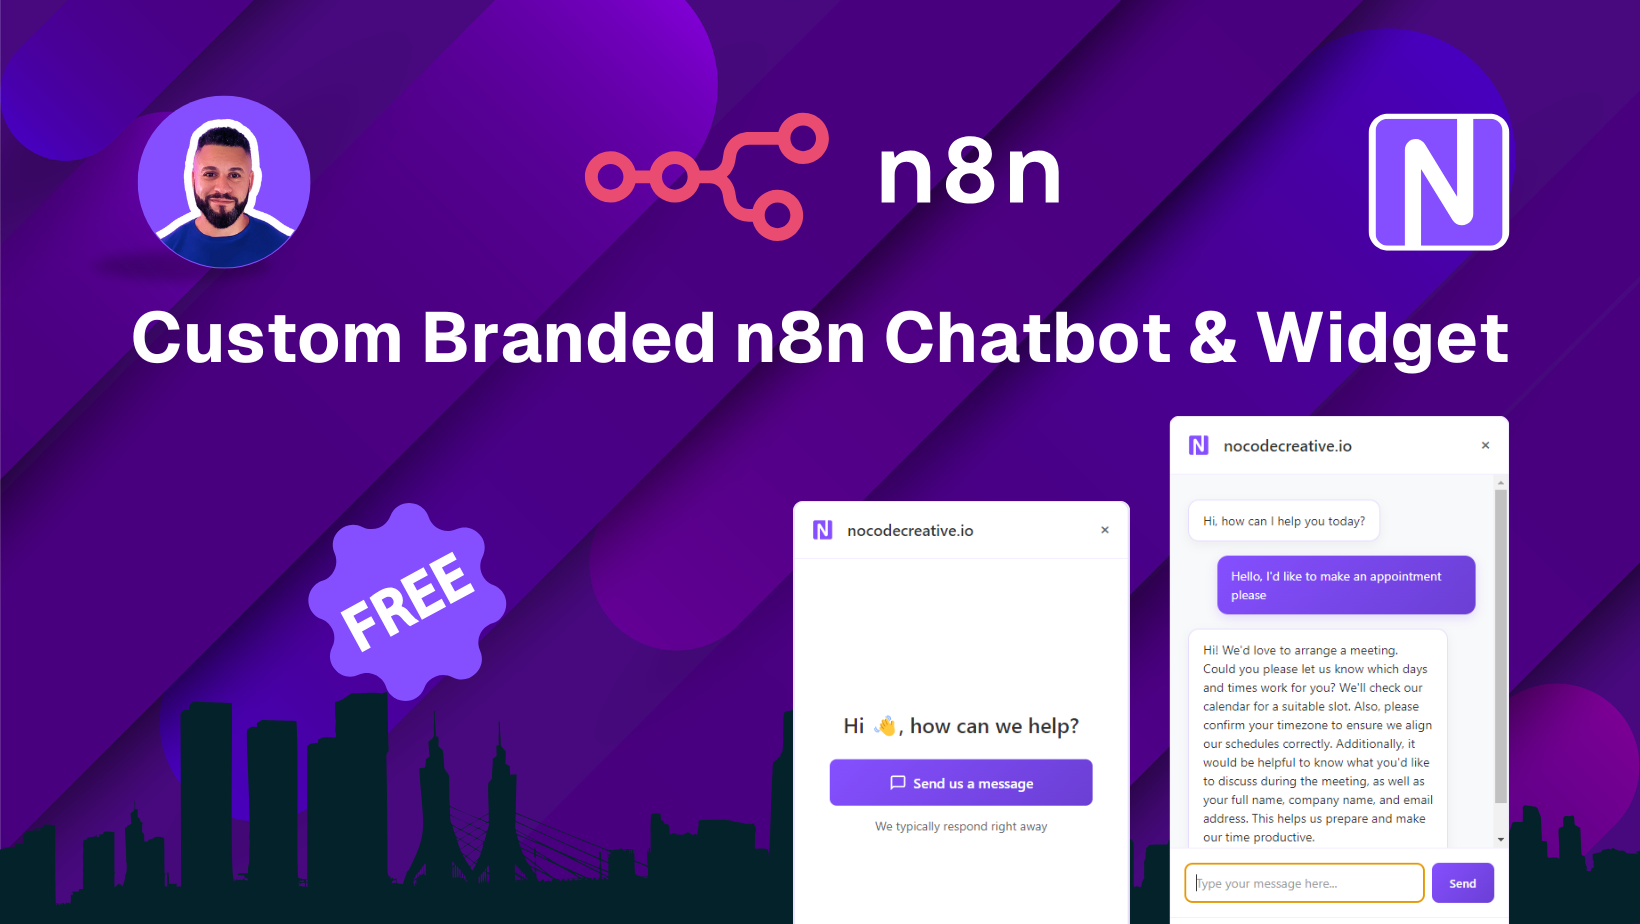 n8n
N
Custom Branded n8n Chatbot & Widget
FREE
N nocodecreative.io ×
Hi 👋, how can we help?
Send us a message
We typically respond right away
N nocodecreative.io ×
Hi, how can I help you today?
Hello, I'd like to make an appointment
please
Hi! We'd love to arrange a meeting.
Could you please let us know which days
and times work for you? We'll check our
calendar for a suitable slot. Also, please
confirm your timezone to ensure we align
our schedules correctly. Additionally, it
would be helpful to know what you'd like
to discuss during the meeting, as well as
your full name, company name, and email
address. This helps us prepare and make
our time productive.
Type your message here...
Send